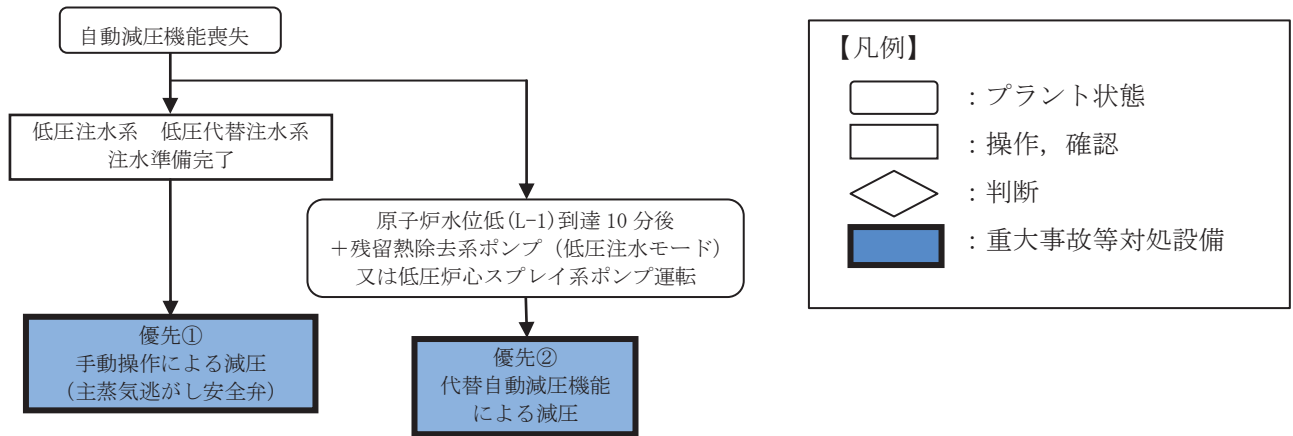 自動減圧機能喪失
低圧注水系　低圧代替注水系
注水準備完了
原子炉水位低(L-1)到達 10 分後
＋残留熱除去系ポンプ（低圧注水モード）
又は低圧炉心スプレイ系ポンプ運転
優先①
手動操作による減圧
（主蒸気逃がし安全弁）
優先②
代替自動減圧機能
による減圧
【凡例】
：プラント状態
：操作，確認
：判断
：重大事故等対処設備